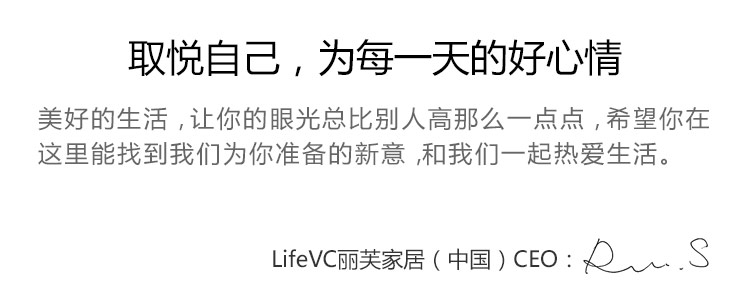 取悦自己，为每一天的好心情
美好的生活，让你的眼光总比别人高那么一点点，希望你在
这里能找到我们为你准备的新意，和我们一起热爱生活。
LifeVC丽芙家居（中国）CEO：